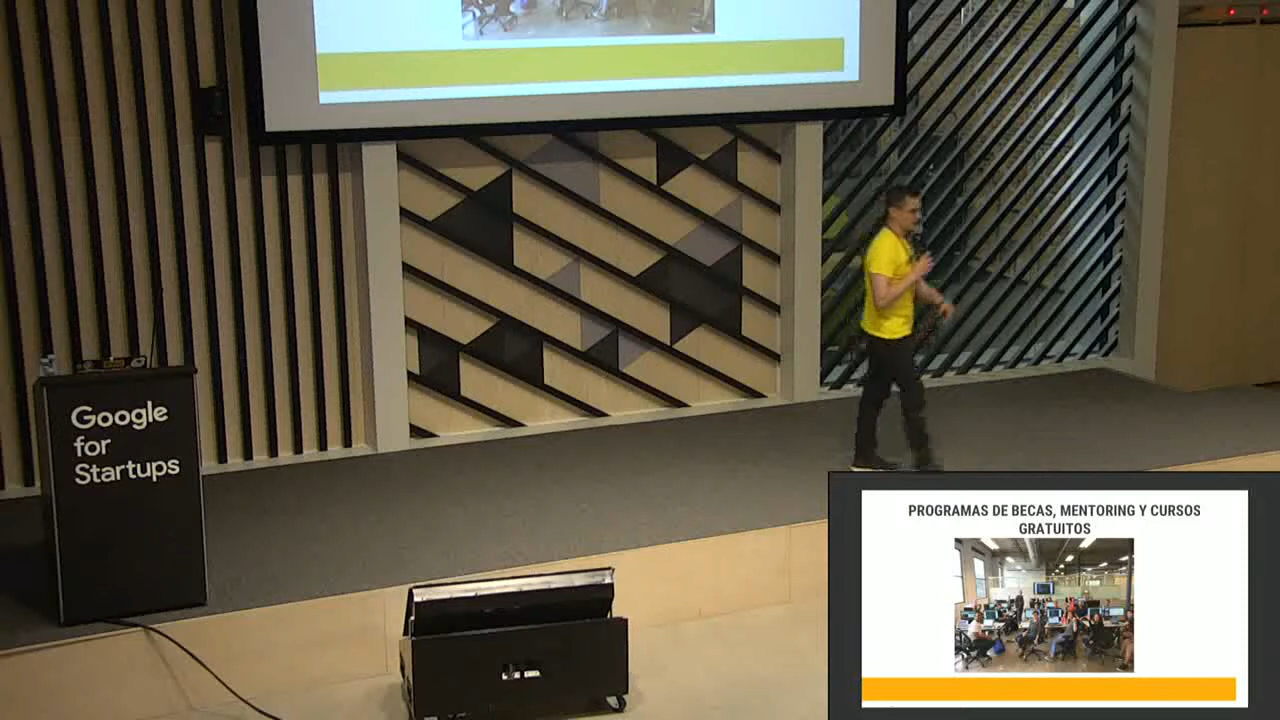 Google
for
Startups
PROGRAMAS DE BECAS, MENTORING Y CURSOS
GRATUITOS